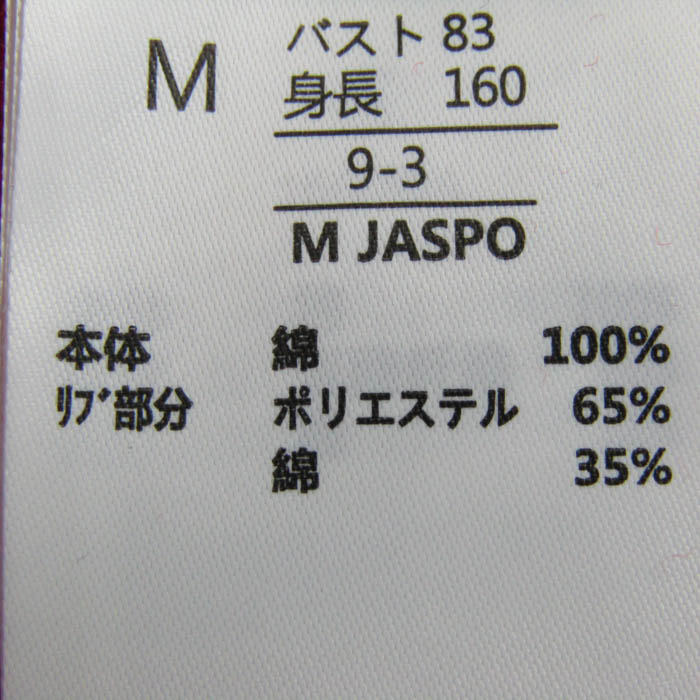 M バスト 83
身長 160
9-3
M JASPO
本体 綿 100%
ﾘﾌﾞ部分 ポリエステル 65%
綿 35%